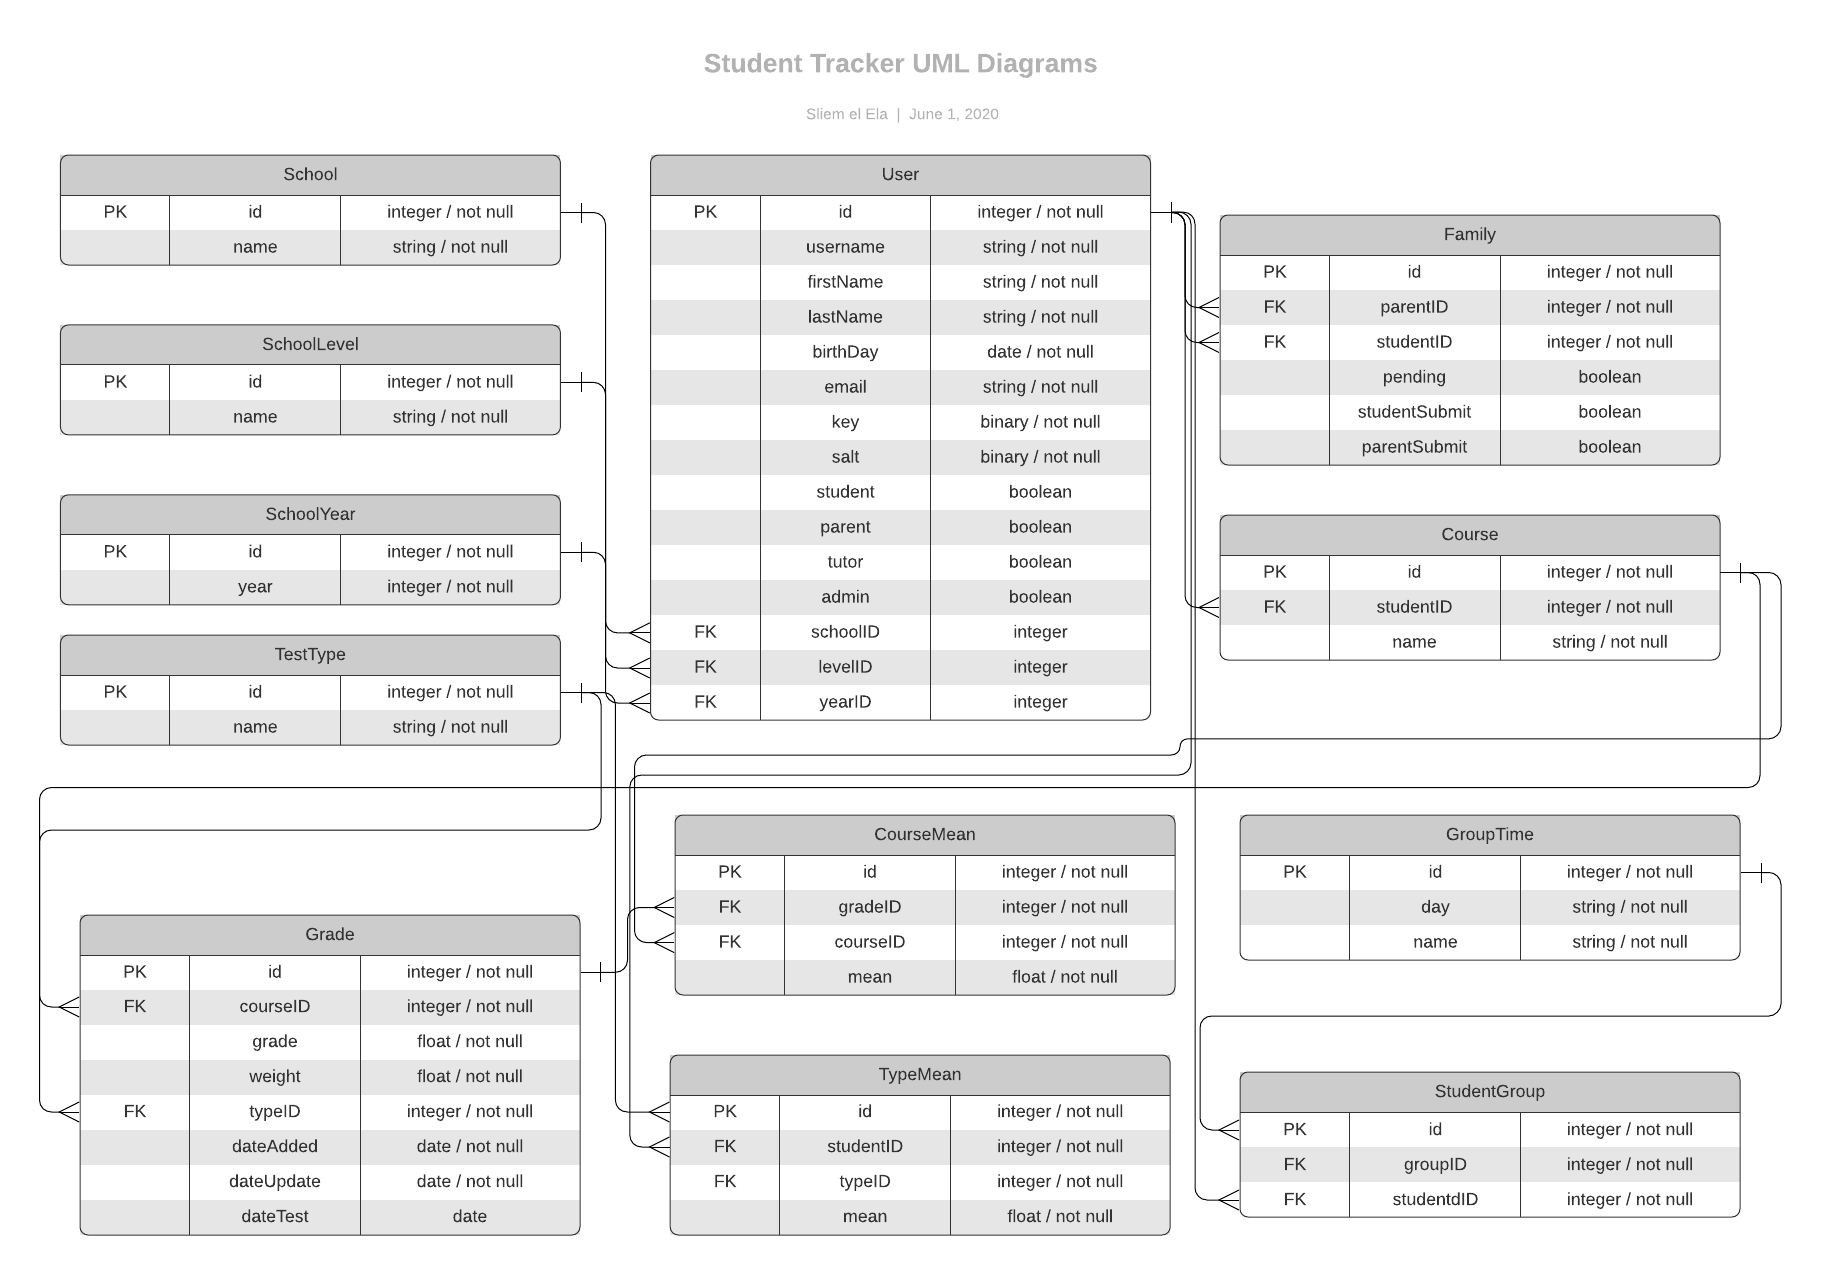 Student Tracker UML Diagrams
Sliem el Ela | June 1, 2020
School
PK id integer / not null
name string / not null
SchoolLevel
PK id integer / not null
name string / not null
SchoolYear
PK id integer / not null
year integer / not null
TestType
PK id integer / not null
name string / not null
User
PK id integer / not null
username string / not null
firstName string / not null
lastName string / not null
birthDay date / not null
email string / not null
key binary / not null
salt binary / not null
student boolean
parent boolean
tutor boolean
admin boolean
FK schoolID integer
FK levelID integer
FK yearID integer
Family
PK id integer / not null
FK parentID integer / not null
FK studentID integer / not null
pending boolean
studentSubmit boolean
parentSubmit boolean
Course
PK id integer / not null
FK studentID integer / not null
name string / not null
Grade
PK id integer / not null
FK courseID integer / not null
grade float / not null
weight float / not null
FK typeID integer / not null
dateAdded date / not null
dateUpdate date / not null
dateTest date
CourseMean
PK id integer / not null
FK gradeID integer / not null
FK courseID integer / not null
mean float / not null
TypeMean
PK id integer / not null
FK studentID integer / not null
FK typeID integer / not null
mean float / not null
GroupTime
PK id integer / not null
day string / not null
name string / not null
StudentGroup
PK id integer / not null
FK groupID integer / not null
FK studentdID integer / not null